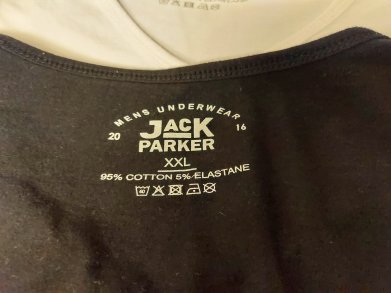 MENS UNDERWEAR
20 16
JACK
PARKER
XXL
95% COTTON 5% ELASTANE